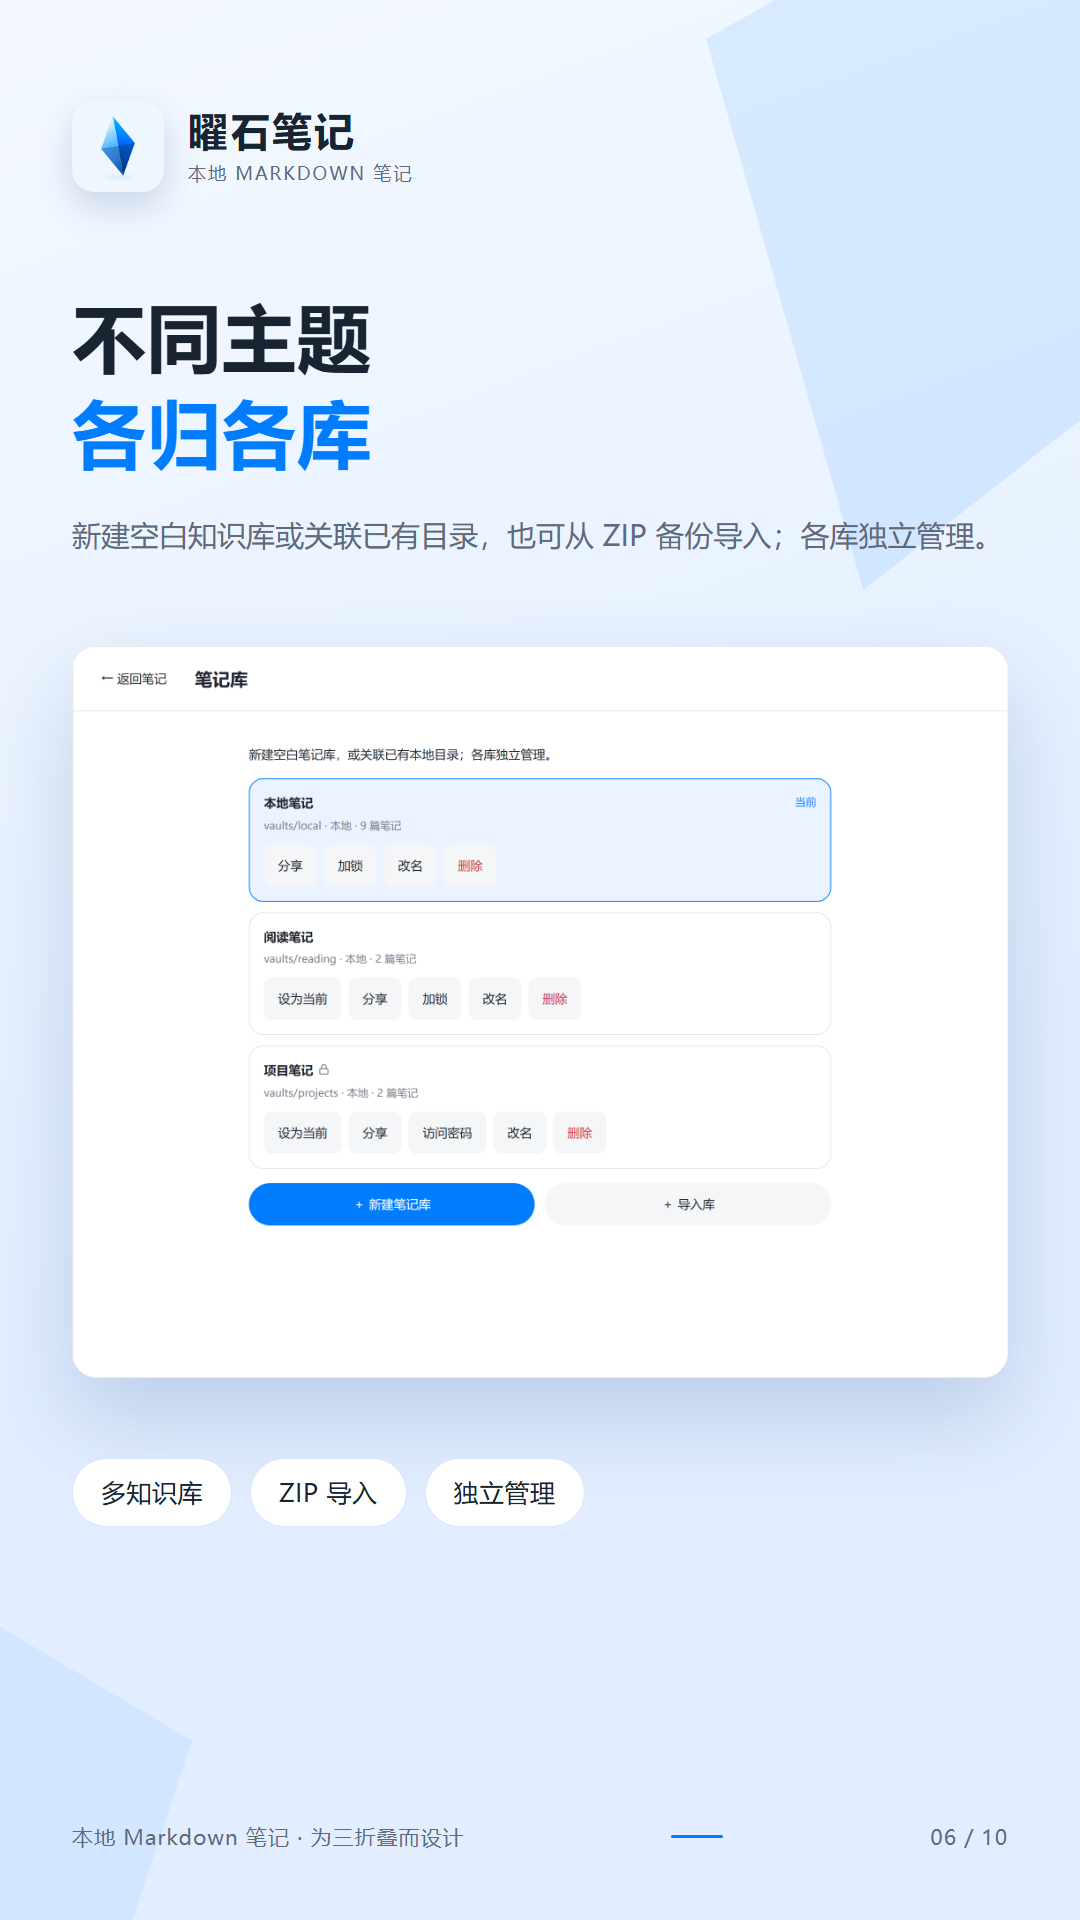 曜石笔记
本地 MARKDOWN 笔记
不同主题
各归各库
新建空白知识库或关联已有目录，也可从 ZIP 备份导入；各库独立管理。
← 返回笔记 笔记库
新建空白笔记库，或关联已有本地目录；各库独立管理。
本地笔记 当前
vaults/local · 本地 · 9 篇笔记
分享 加锁 改名 删除
阅读笔记
vaults/reading · 本地 · 2 篇笔记
设为当前 分享 加锁 改名 删除
项目笔记
vaults/projects · 本地 · 2 篇笔记
设为当前 分享 访问密码 改名 删除
+ 新建笔记库 + 导入库
多知识库 ZIP 导入 独立管理
本地 Markdown 笔记 · 为三折叠而设计 06 / 10